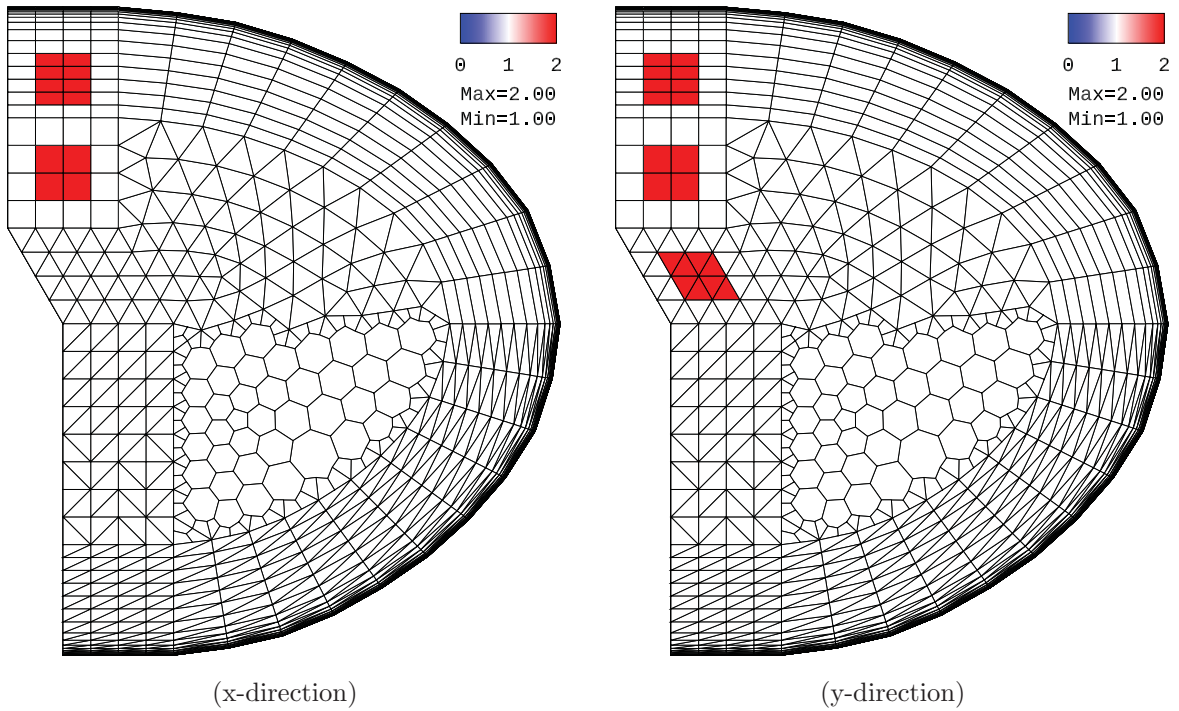 0 1 2
Max=2.00
Min=1.00
0 1 2
Max=2.00
Min=1.00
(x-direction)
(y-direction)